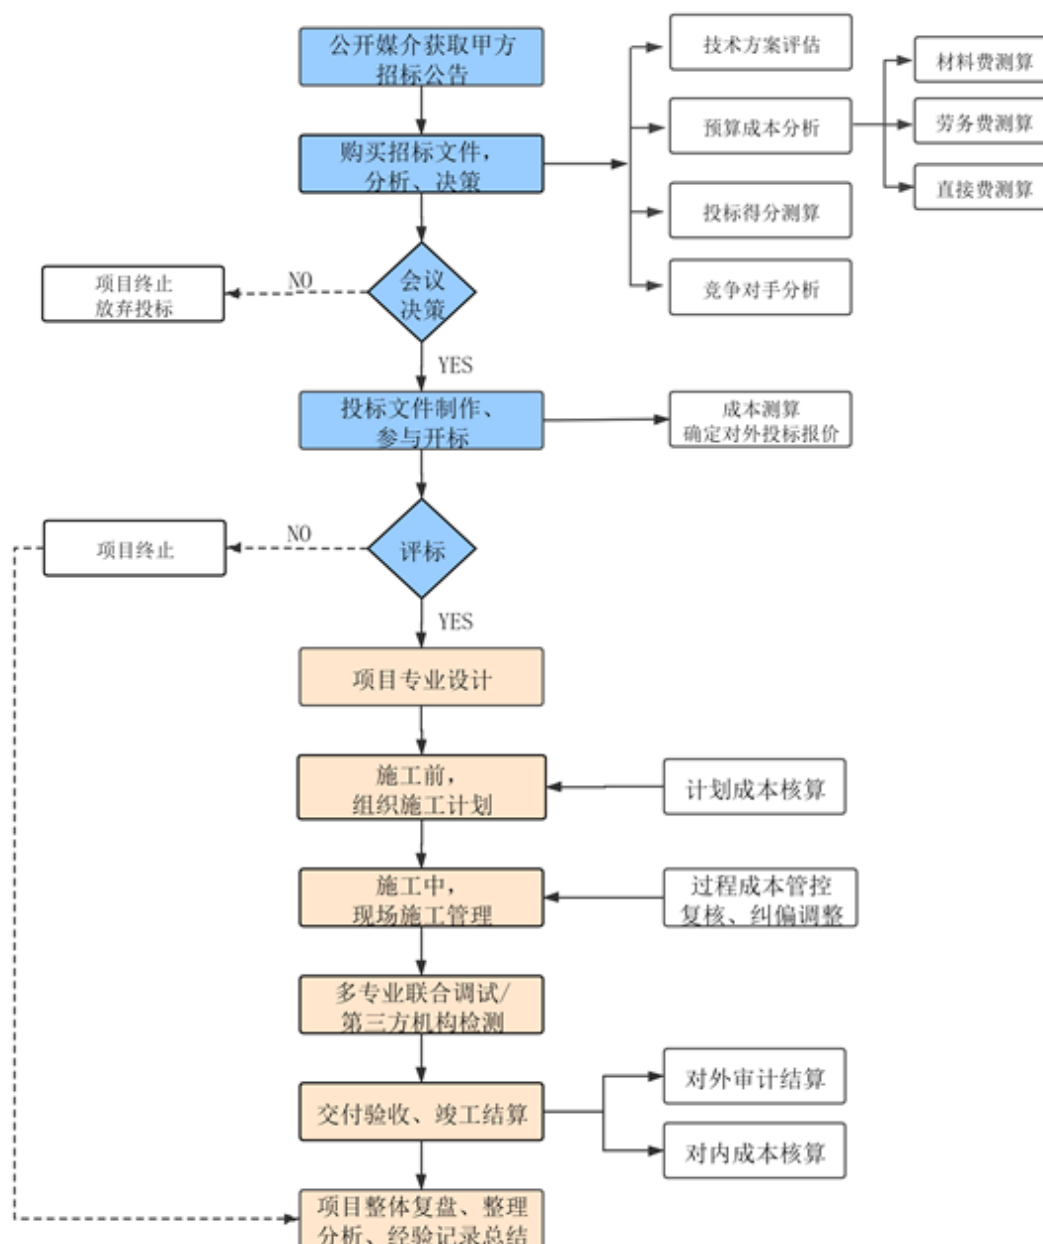 公开媒介获取甲方
招标公告
技术方案评估
材料费测算
预算成本分析
劳务费测算
购买招标文件，
分析、决策
直接费测算
投标得分测算
竞争对手分析
会议
决策
NO
项目终止
放弃投标
YES
投标文件制作、
参与开标
成本测算
确定对外投标报价
评标
NO
项目终止
YES
项目专业设计
施工前，
组织施工计划
计划成本核算
施工中，
现场施工管理
过程成本管控
复核、纠偏调整
多专业联合调试/
第三方机构检测
交付验收、竣工结算
对外审计结算
对内成本核算
项目整体复盘、整理
分析、经验记录总结